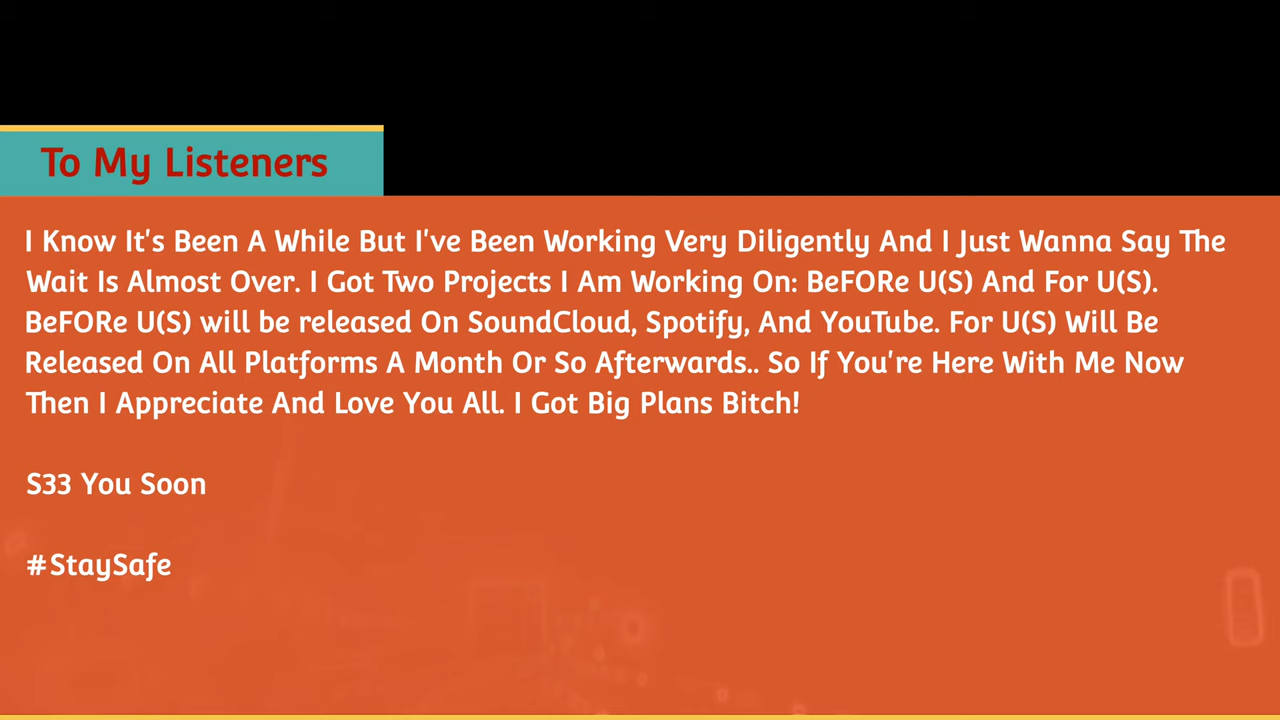 To My Listeners
I Know It's Been A While But I've Been Working Very Diligently And I Just Wanna Say The
Wait Is Almost Over. I Got Two Projects I Am Working On: BeFORe U(S) And For U(S).
BeFORe U(S) will be released On SoundCloud, Spotify, And YouTube. For U(S) Will Be
Released On All Platforms A Month Or So Afterwards.. So If You're Here With Me Now
Then I Appreciate And Love You All. I Got Big Plans Bitch!
S33 You Soon
#StaySafe